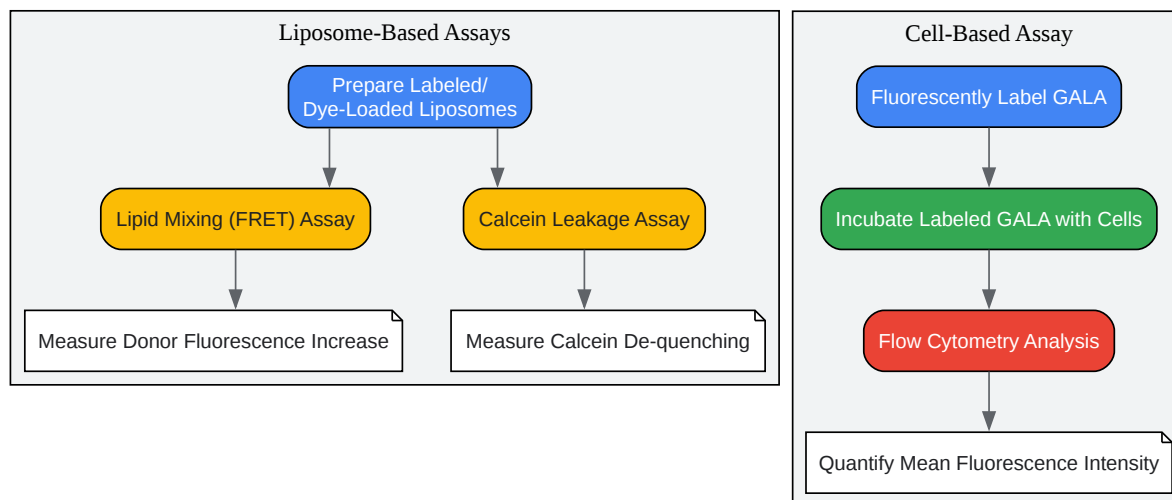 Liposome-Based Assays
Prepare Labeled/
Dye-Loaded Liposomes
Lipid Mixing (FRET) Assay
Calcein Leakage Assay
Measure Donor Fluorescence Increase
Measure Calcein De-quenching
Cell-Based Assay
Fluorescently Label GALA
Incubate Labeled GALA with Cells
Flow Cytometry Analysis
Quantify Mean Fluorescence Intensity